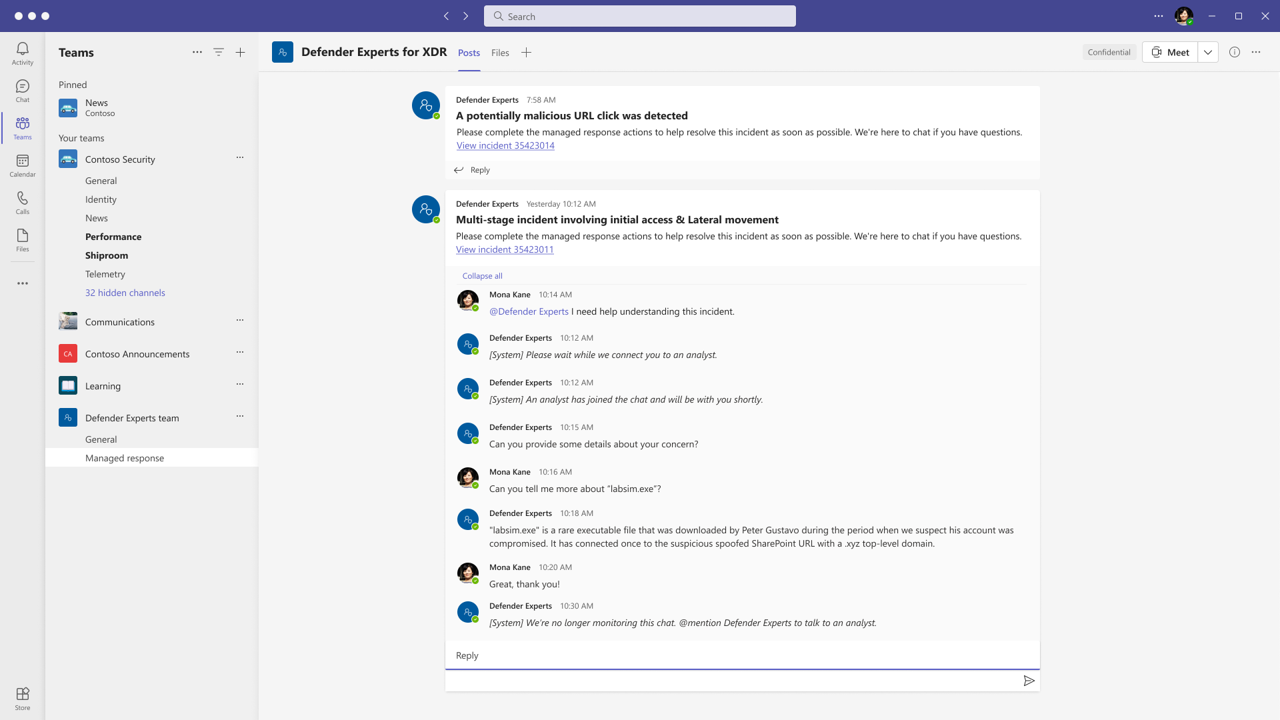 Search
Activity
Chat
Teams
Calendar
Calls
Files
Store
Teams
Pinned
News
Contoso
Your teams
Contoso Security
General
Identity
News
Performance
Shiproom
Telemetry
32 hidden channels
Communications
CA
Contoso Announcements
Learning
Defender Experts team
General
Managed response
Defender Experts for XDR
Posts
Files
Confidential
Meet
Defender Experts 7:58 AM
A potentially malicious URL click was detected
Please complete the managed response actions to help resolve this incident as soon as possible. We're here to chat if you have questions.
View incident 35423014
Reply
Defender Experts Yesterday 10:12 AM
Multi-stage incident involving initial access & Lateral movement
Please complete the managed response actions to help resolve this incident as soon as possible. We're here to chat if you have questions.
View incident 35423011
Collapse all
Mona Kane 10:14 AM
@Defender Experts I need help understanding this incident.
Defender Experts 10:12 AM
[System] Please wait while we connect you to an analyst.
Defender Experts 10:12 AM
[System] An analyst has joined the chat and will be with you shortly.
Defender Experts 10:15 AM
Can you provide some details about your concern?
Mona Kane 10:16 AM
Can you tell me more about "labsim.exe"?
Defender Experts 10:18 AM
"labsim.exe" is a rare executable file that was downloaded by Peter Gustavo during the period when we suspect his account was
compromised. It has connected once to the suspicious spoofed SharePoint URL with a .xyz top-level domain.
Mona Kane 10:20 AM
Great, thank you!
Defender Experts 10:30 AM
[System] We're no longer monitoring this chat. @mention Defender Experts to talk to an analyst.
Reply